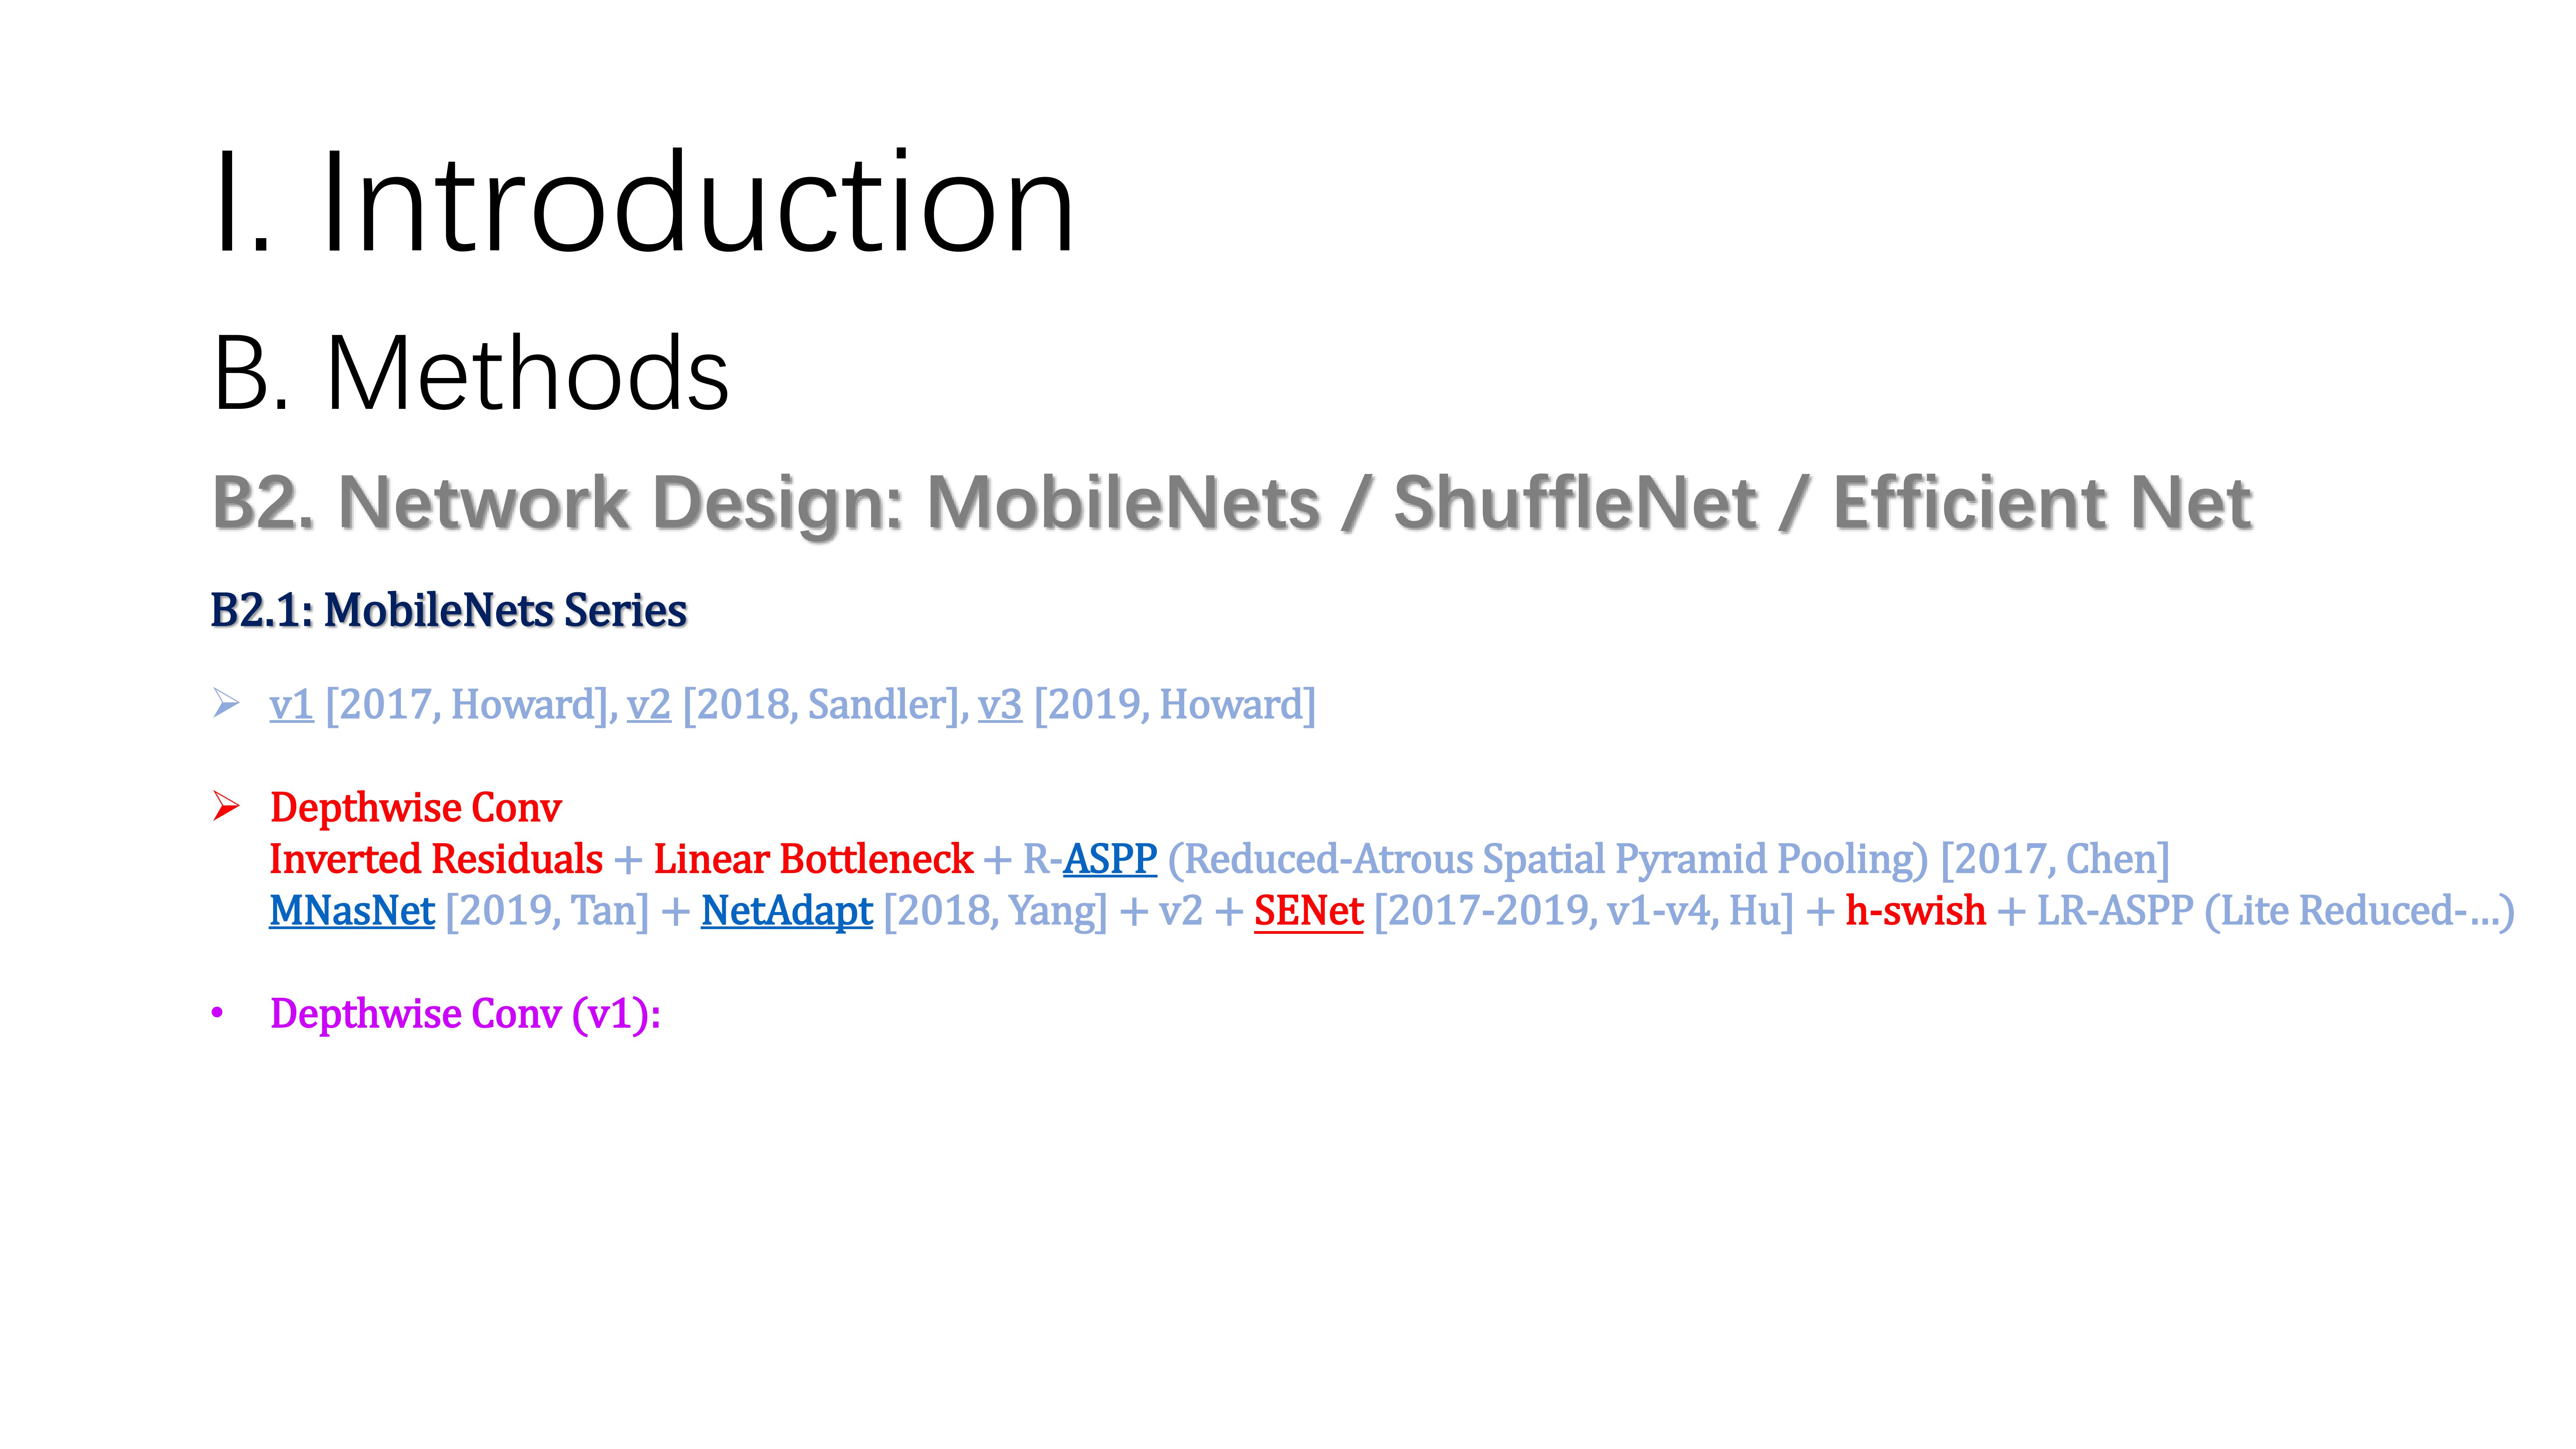 I. Introduction
B. Methods
B2. Network Design: MobileNets / ShuffleNet / Efficient Net
B2.1: MobileNets Series
➢ v1 [2017, Howard], v2 [2018, Sandler], v3 [2019, Howard]
➢ Depthwise Conv
Inverted Residuals + Linear Bottleneck + R-ASPP (Reduced-Atrous Spatial Pyramid Pooling) [2017, Chen]
MNasNet [2019, Tan] + NetAdapt [2018, Yang] + v2 + SENet [2017-2019, v1-v4, Hu] + h-swish + LR-ASPP (Lite Reduced-…)
• Depthwise Conv (v1):